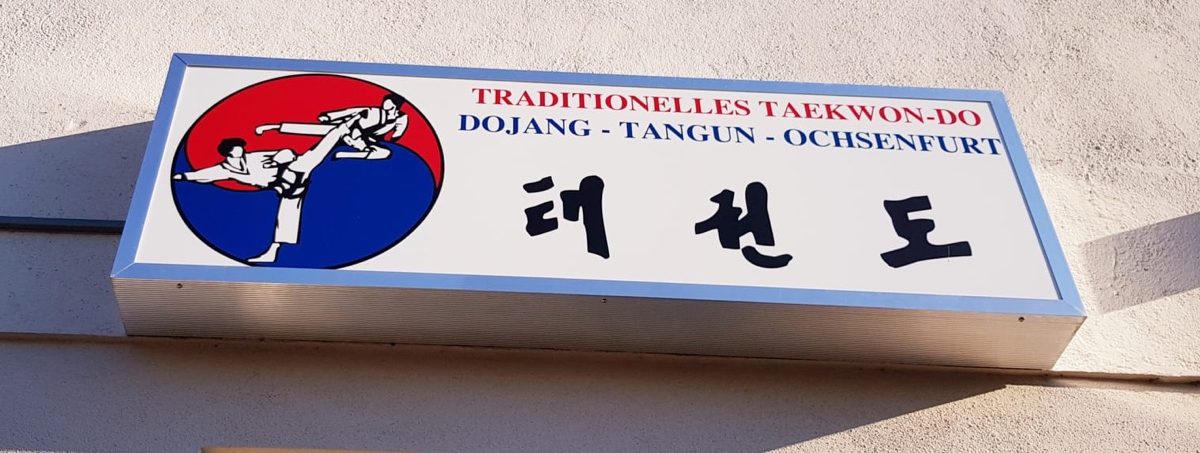 TRADITIONELLES TAEKWON-DO
DOJANG - TANGUN - OCHSENFURT
태권도